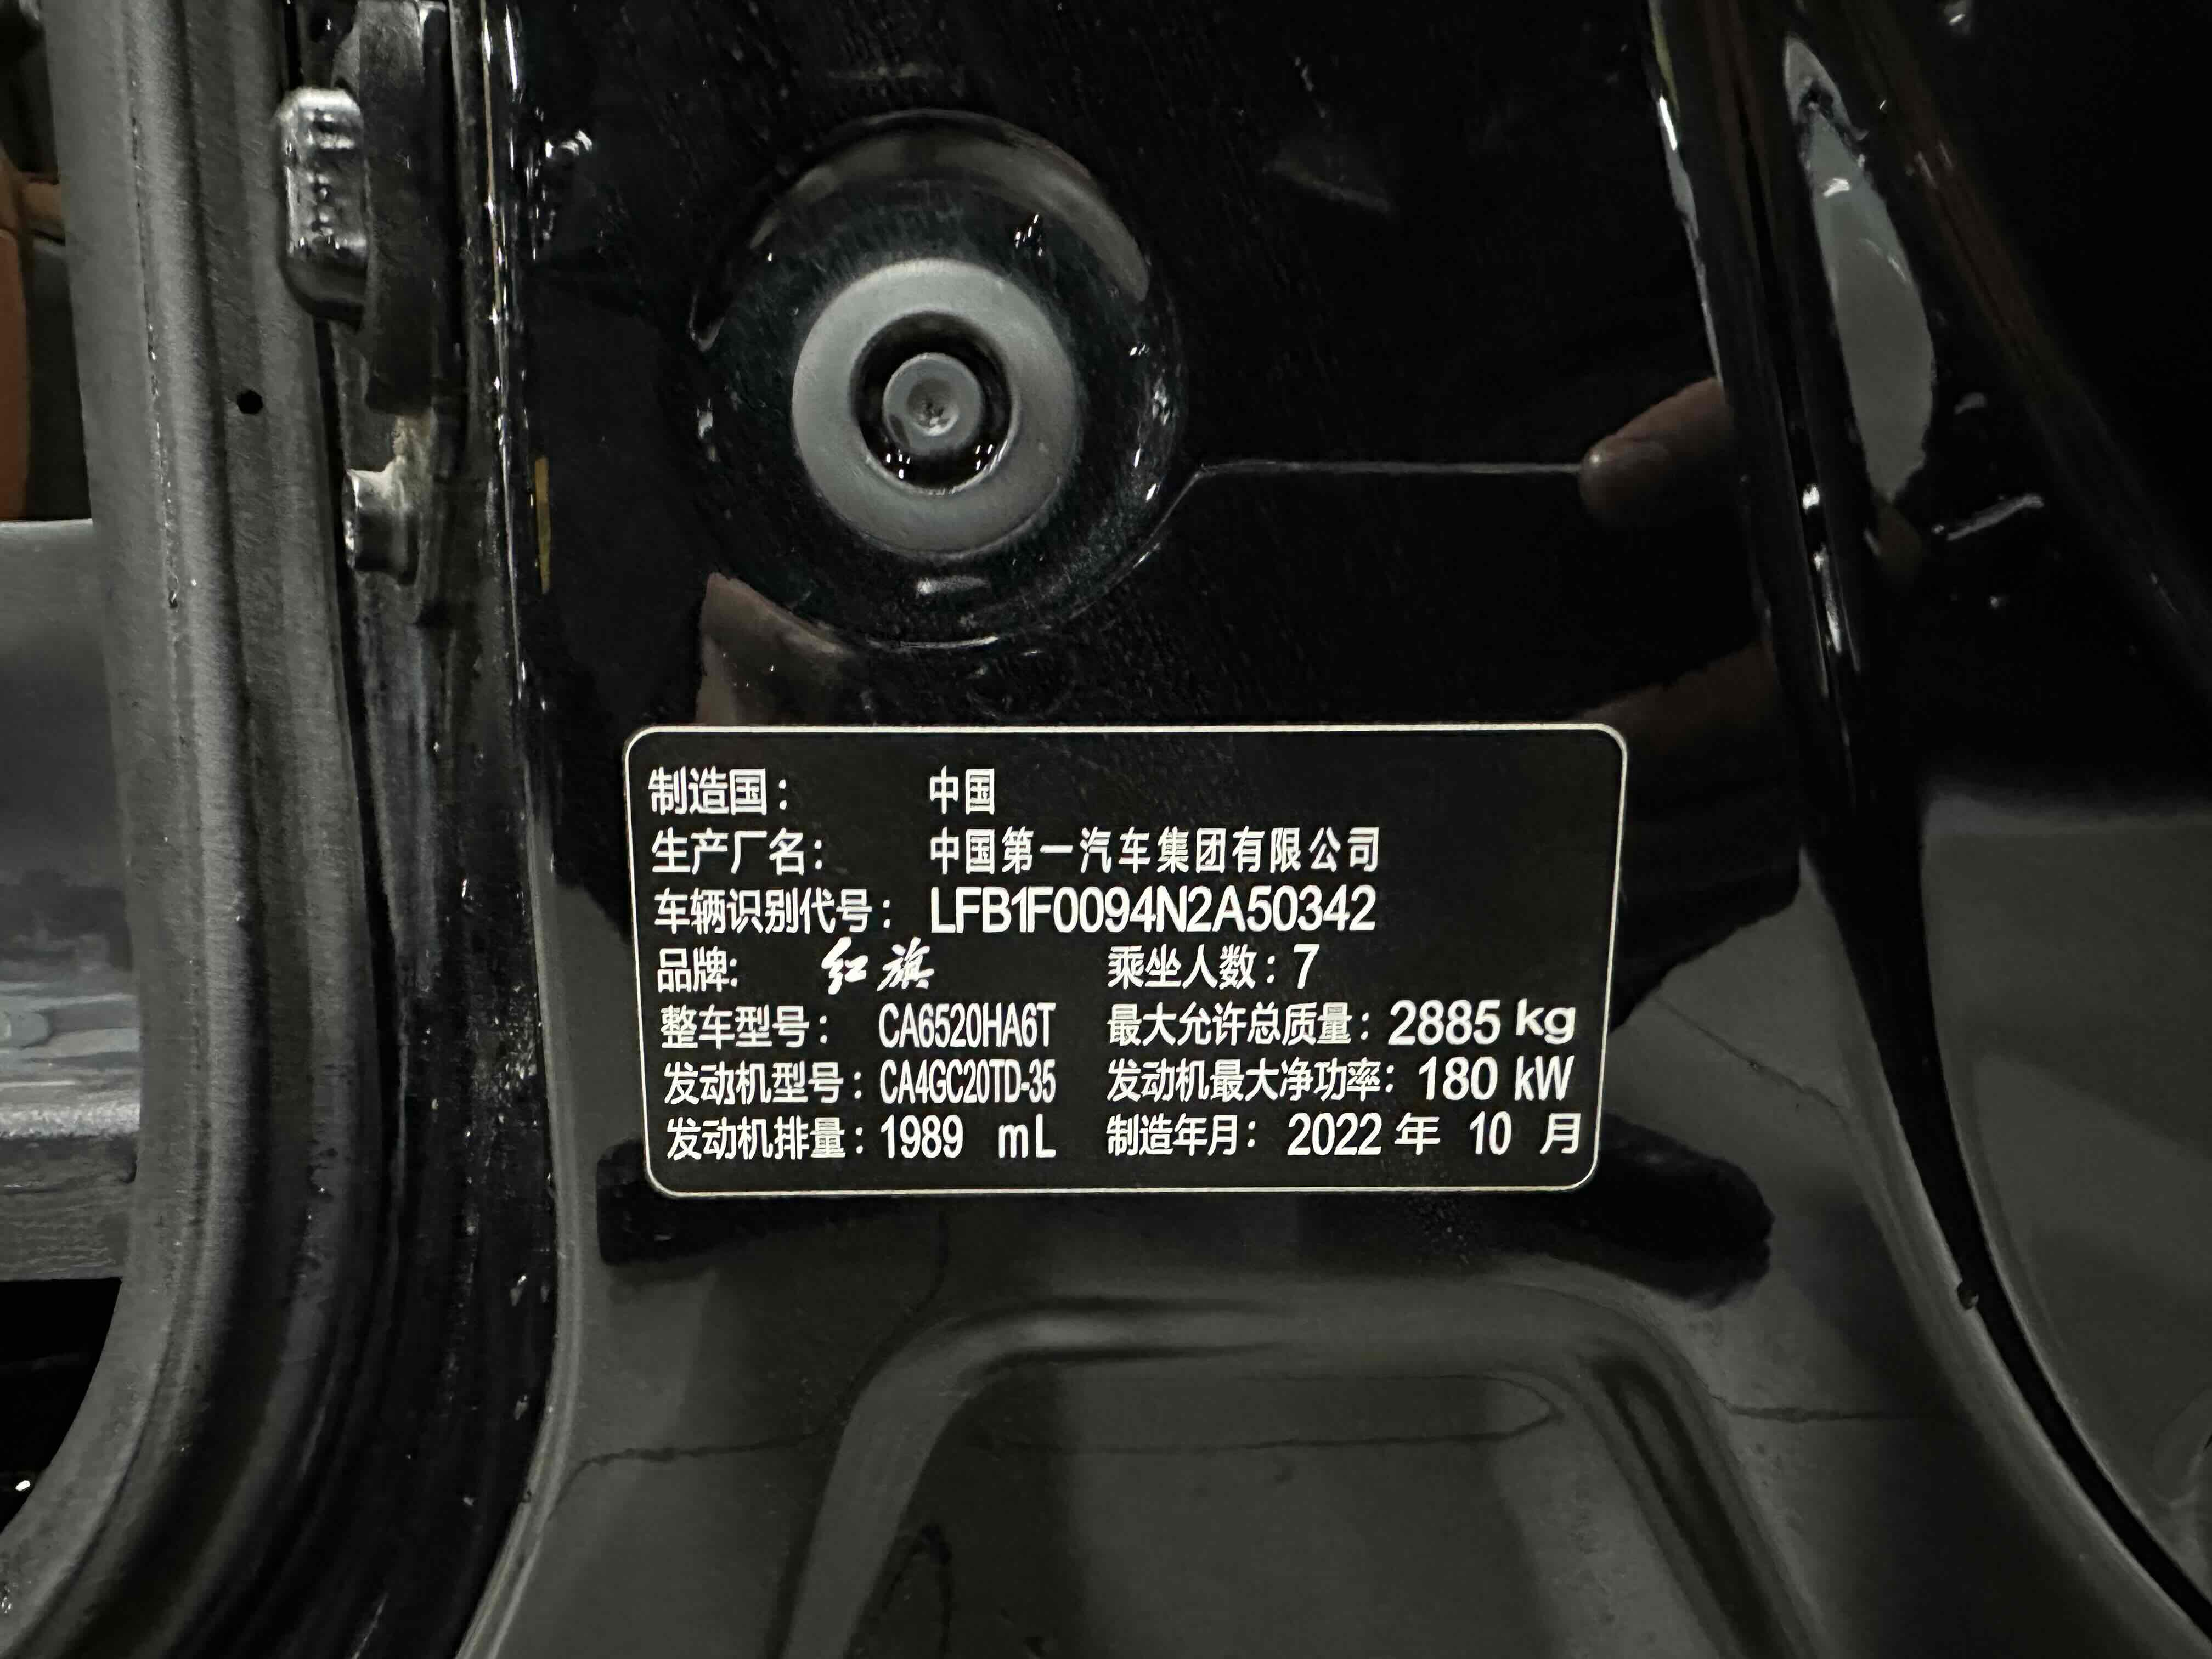 制造国： 中国
生产厂名： 中国第一汽车集团有限公司
车辆识别代号： LFB1F0094N2A50342
品牌: 红旗 乘坐人数：7
整车型号： CA6520HA6T 最大允许总质量：2885 kg
发动机型号：CA4GC20TD-35 发动机最大净功率：180 kW
发动机排量：1989 mL 制造年月： 2022 年 10 月